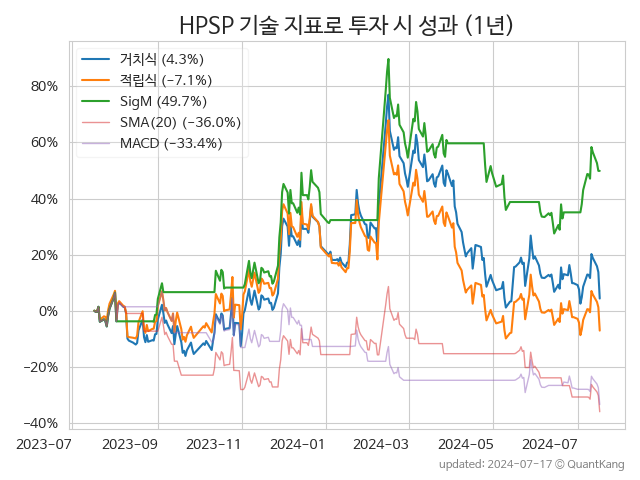 HPSP 기술 지표로 투자 시 성과 (1년)
거치식 (4.3%)
적립식 (−7.1%)
SigM (49.7%)
SMA(20) (−36.0%)
MACD (−33.4%)
80%
60%
40%
20%
0%
−20%
−40%
2023-07 2023-09 2023-11 2024-01 2024-03 2024-05 2024-07
updated: 2024-07-17 © QuantKang